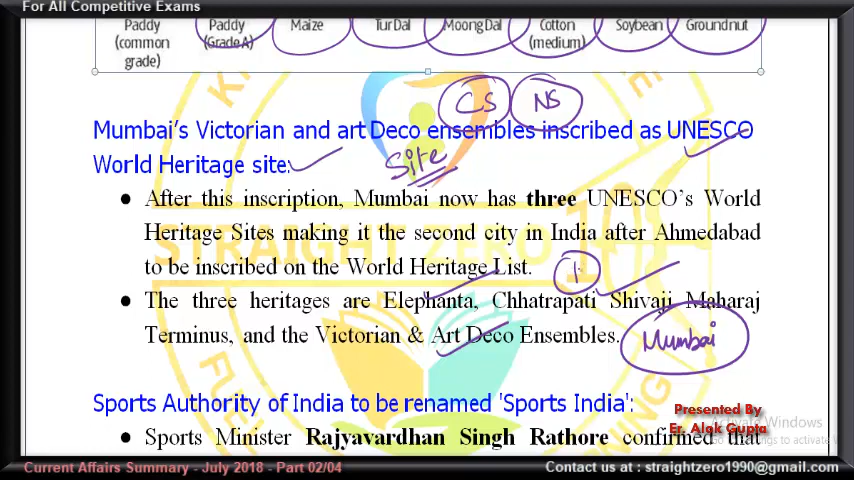 For All Competitive Exams
Paddy (common grade) Paddy (Grade A) Maize Tur Dal Moong Dal Cotton (medium) Soybean Groundnut
CS NS
Mumbai's Victorian and art Deco ensembles inscribed as UNESCO
World Heritage site:
Site
● After this inscription, Mumbai now has three UNESCO's World
Heritage Sites making it the second city in India after Ahmedabad
to be inscribed on the World Heritage List.
● The three heritages are Elephanta, Chhatrapati Shivaji Maharaj
Terminus, and the Victorian & Art Deco Ensembles.
Mumbai
Sports Authority of India to be renamed 'Sports India':
● Sports Minister Rajyavardhan Singh Rathore confirmed that
Presented By
Er. Alok Gupta
Activate Windows
Current Affairs Summary - July 2018 - Part 02/04
Contact us at : straightzero1990@gmail.com
STRAIGHT ZERO